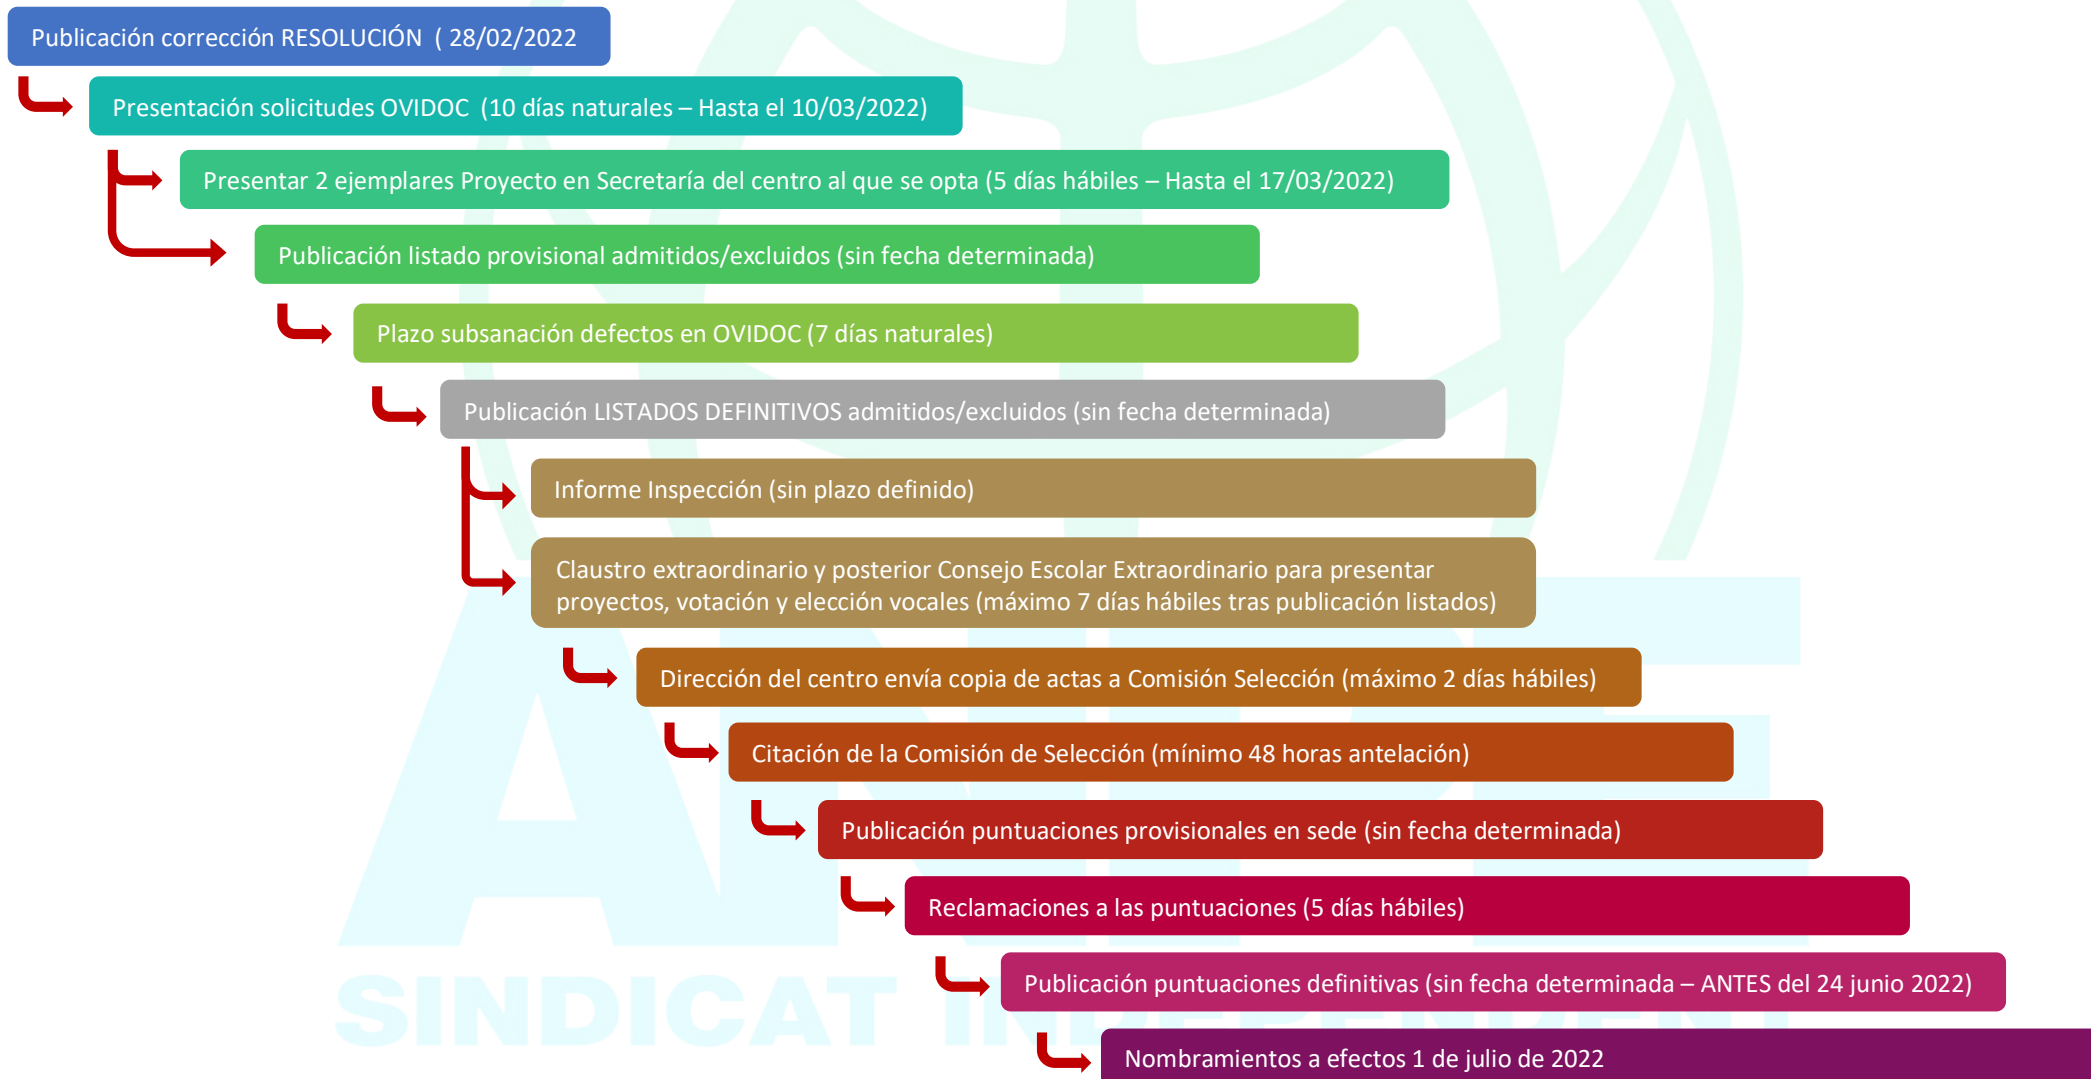 Publicación corrección RESOLUCIÓN ( 28/02/2022
Presentación solicitudes OVIDOC (10 días naturales – Hasta el 10/03/2022)
Presentar 2 ejemplares Proyecto en Secretaría del centro al que se opta (5 días hábiles – Hasta el 17/03/2022)
Publicación listado provisional admitidos/excluidos (sin fecha determinada)
Plazo subsanación defectos en OVIDOC (7 días naturales)
Publicación LISTADOS DEFINITIVOS admitidos/excluidos (sin fecha determinada)
Informe Inspección (sin plazo definido)
Claustro extraordinario y posterior Consejo Escolar Extraordinario para presentar
proyectos, votación y elección vocales (máximo 7 días hábiles tras publicación listados)
Dirección del centro envía copia de actas a Comisión Selección (máximo 2 días hábiles)
Citación de la Comisión de Selección (mínimo 48 horas antelación)
Publicación puntuaciones provisionales en sede (sin fecha determinada)
Reclamaciones a las puntuaciones (5 días hábiles)
Publicación puntuaciones definitivas (sin fecha determinada – ANTES del 24 junio 2022)
Nombramientos a efectos 1 de julio de 2022
ANPE
SINDICAT INDEPENDENT